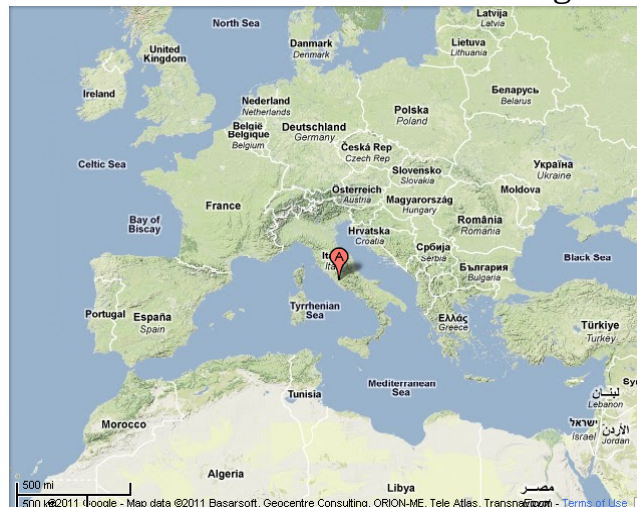 North Sea
Latvija
Latvia
Danmark
Denmark
Lietuva
Lithuania
United
Kingdom
Ireland
Беларусь
Belarus
Nederland
Netherlands
Polska
Poland
België
Belgique
Belgium
Deutschland
Germany
Česká Rep
Czech Rep
Celtic Sea
Slovensko
Slovakia
Україна
Ukraine
Österreich
Austria
Magyarország
Hungary
Moldova
France
Bay of
Biscay
România
Romania
Hrvatska
Croatia
Србија
Serbia
A
Black Sea
България
Bulgaria
Portugal
España
Spain
Tyrrhenian
Sea
Ελλάς
Greece
Türkiye
Turkey
Mediterranean
Sea
Tunisia
لبنان
Lebanon
Morocco
ישראל
Israel
الأردن
Jordan
Algeria
Libya
مصر
500 mi
©2011 Google - Map data ©2011 Basarsoft, Geocentre Consulting, ORION-ME, Tele Atlas, - Terms of Use